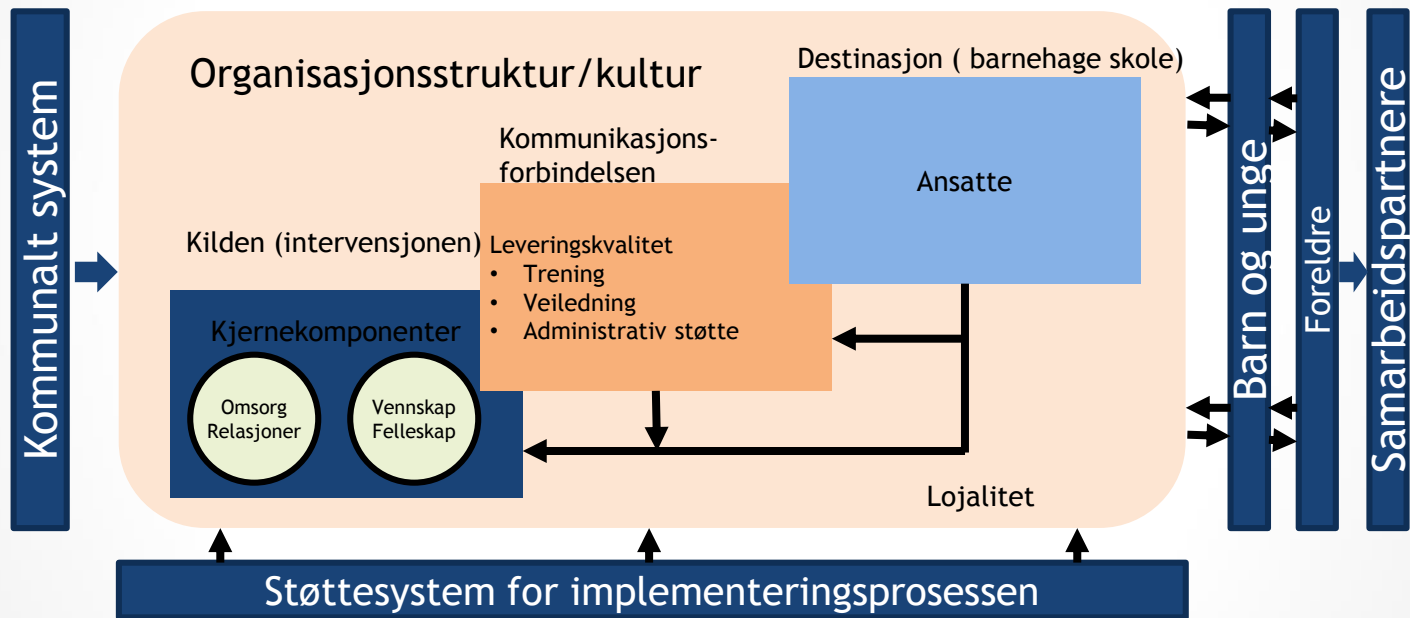 Kommunalt system
Organisasjonsstruktur/kultur
Destinasjon ( barnehage skole)
Ansatte
Kommunikasjons-
forbindelsen
Leveringskvalitet
• Trening
• Veiledning
• Administrativ støtte
Kilden (intervensjonen)
Kjernekomponenter
Omsorg
Relasjoner
Vennskap
Felleskap
Lojalitet
Barn og unge
Foreldre
Samarbeidspartnere
Støttesystem for implementeringsprosessen